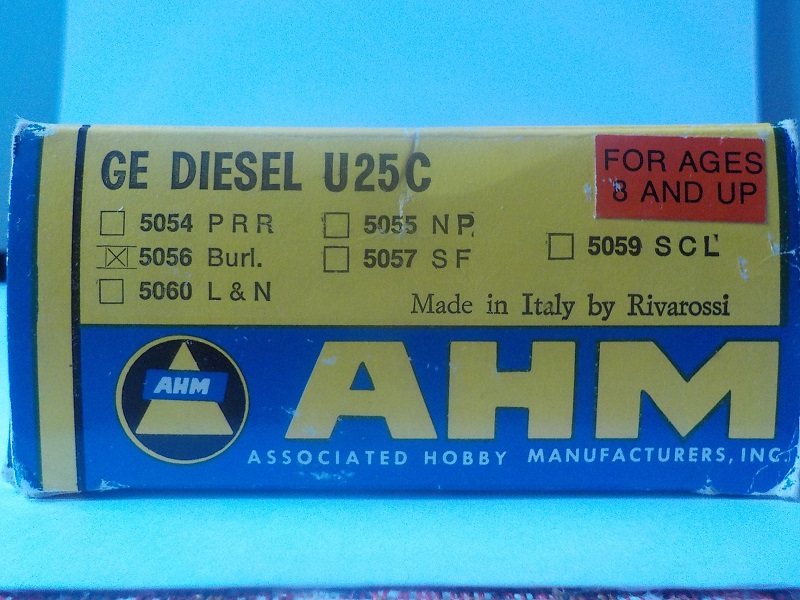 GE DIESEL U25C
FOR AGES
8 AND UP
5054 PRR
5055 NP
5056 Burl.
5057 SF
5059 SCL
5060 L & N
Made in Italy by Rivarossi
AHM
AHM
ASSOCIATED HOBBY MANUFACTURERS, INC.